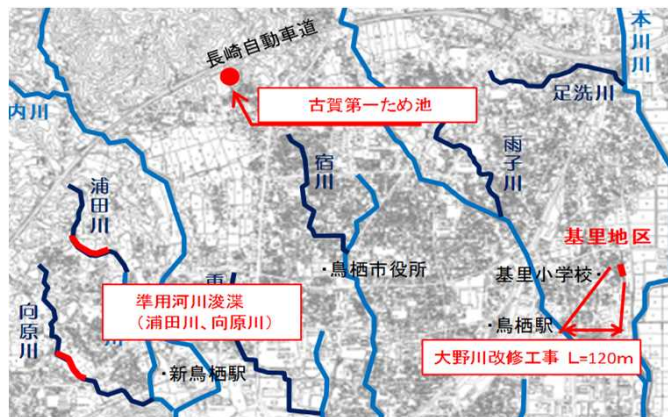 長崎自動車道
本川川
古賀第一ため池
足洗川
内川
宿川
雨子川
浦田川
基里地区
・鳥栖市役所
基里小学校・
準用河川浚渫
(浦田川、向原川)
向原川
川
・鳥栖駅
大野川改修工事 L=120m
・新鳥栖駅